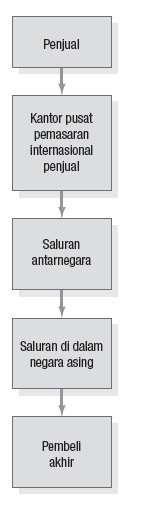 Penjual
Kantor pusat
pemasaran
internasional
penjual
Saluran
antarnegara
Saluran di dalam
negara asing
Pembeli
akhir